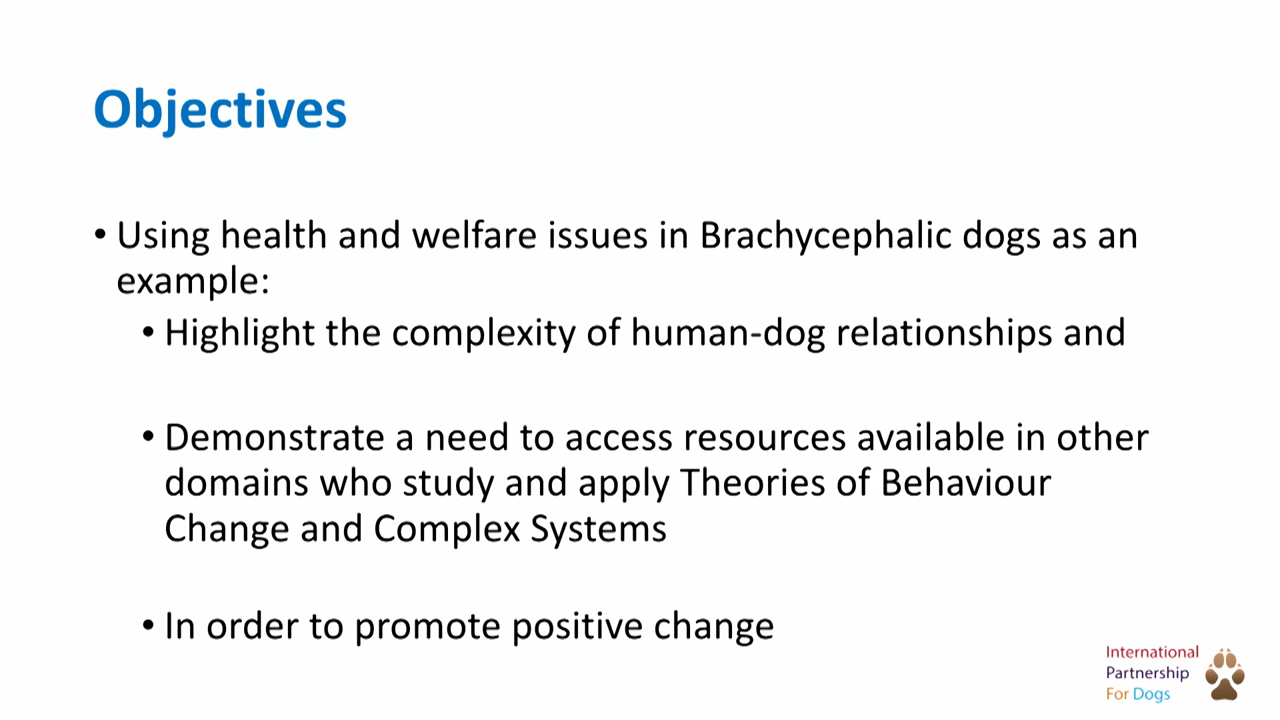 Objectives
• Using health and welfare issues in Brachycephalic dogs as an
example:
• Highlight the complexity of human-dog relationships and
• Demonstrate a need to access resources available in other
domains who study and apply Theories of Behaviour
Change and Complex Systems
• In order to promote positive change
International
Partnership
For Dogs